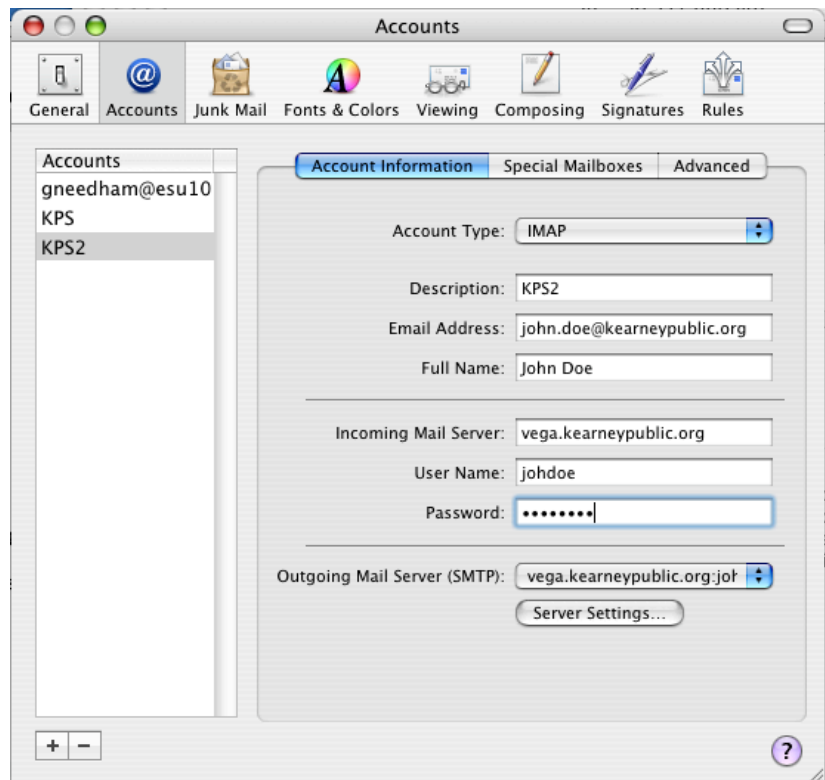 Accounts
General Accounts Junk Mail Fonts & Colors Viewing Composing Signatures Rules
Accounts
gneedham@esu10
KPS
KPS2
Account Information Special Mailboxes Advanced
Account Type: IMAP
Description: KPS2
Email Address: john.doe@kearneypublic.org
Full Name: John Doe
Incoming Mail Server: vega.kearneypublic.org
User Name: johdoe
Password: ••••••••
Outgoing Mail Server (SMTP): vega.kearneypublic.org:joh
Server Settings...
+ − ?